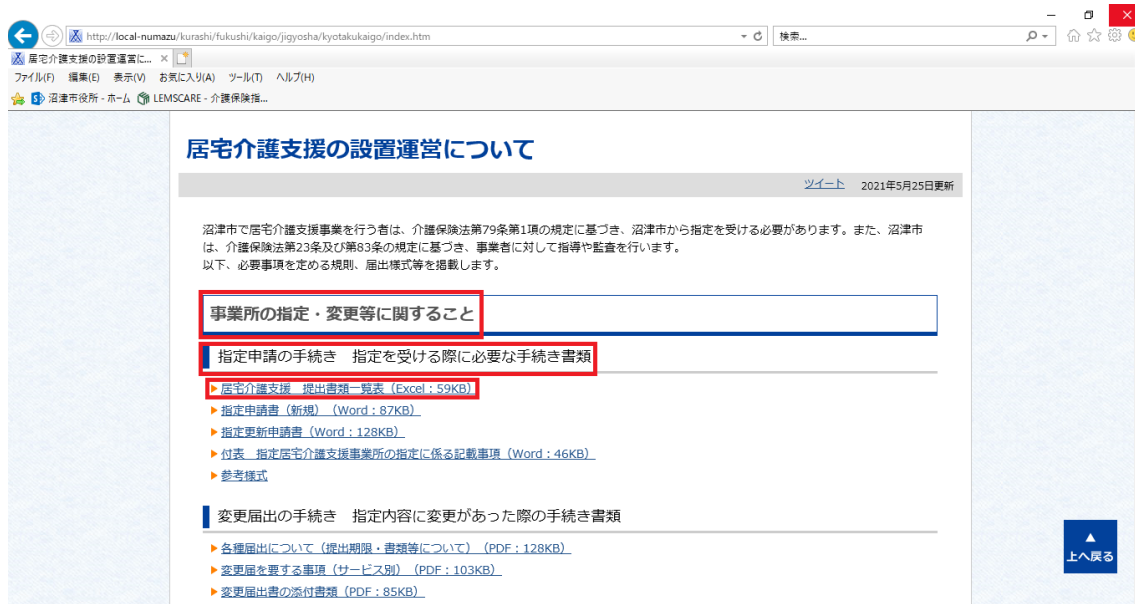 http://local-numazu/kurashi/fukushi/kaigo/jigyosha/kyotakukaigo/index.htm
検索...
居宅介護支援の設置運営に...
ファイル(F) 編集(E) 表示(V) お気に入り(A) ツール(T) ヘルプ(H)
沼津市役所 - ホーム LEMSCARE - 介護保険指...
居宅介護支援の設置運営について
ツイート 2021年5月25日更新
沼津市で居宅介護支援事業を行う者は、介護保険法第79条第1項の規定に基づき、沼津市から指定を受ける必要があります。また、沼津市
は、介護保険法第23条及び第83条の規定に基づき、事業者に対して指導や監査を行います。
以下、必要事項を定める規則、届出様式等を掲載します。
事業所の指定・変更等に関すること
指定申請の手続き 指定を受ける際に必要な手続き書類
居宅介護支援 提出書類一覧表（Excel：59KB）
指定申請書（新規）（Word：87KB）
指定更新申請書（Word：128KB）
付表 指定居宅介護支援事業所の指定に係る記載事項（Word：46KB）
参考様式
変更届出の手続き 指定内容に変更があった際の手続き書類
各種届出について（提出期限・書類等について）（PDF：128KB）
変更届を要する事項（サービス別）（PDF：103KB）
変更届出書の添付書類（PDF：85KB）
▲
上へ戻る